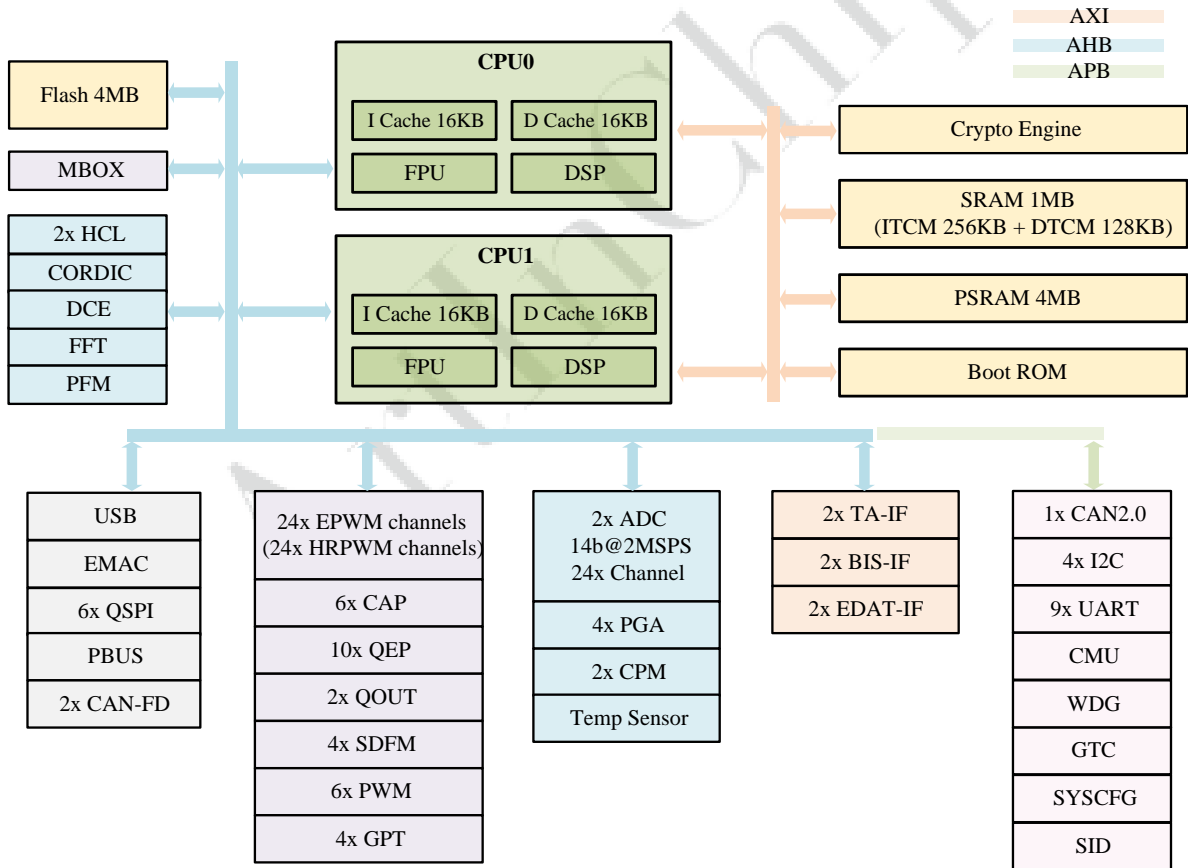 AXI
AHB
APB
Flash 4MB
MBOX
2x HCL
CORDIC
DCE
FFT
PFM
CPU0
I Cache 16KB
D Cache 16KB
FPU
DSP
CPU1
I Cache 16KB
D Cache 16KB
FPU
DSP
Crypto Engine
SRAM 1MB
(ITCM 256KB + DTCM 128KB)
PSRAM 4MB
Boot ROM
USB
EMAC
6x QSPI
PBUS
2x CAN-FD
24x EPWM channels
(24x HRPWM channels)
6x CAP
10x QEP
2x QOUT
4x SDFM
6x PWM
4x GPT
2x ADC
14b@2MSPS
24x Channel
4x PGA
2x CPM
Temp Sensor
2x TA-IF
2x BIS-IF
2x EDAT-IF
1x CAN2.0
4x I2C
9x UART
CMU
WDG
GTC
SYSCFG
SID